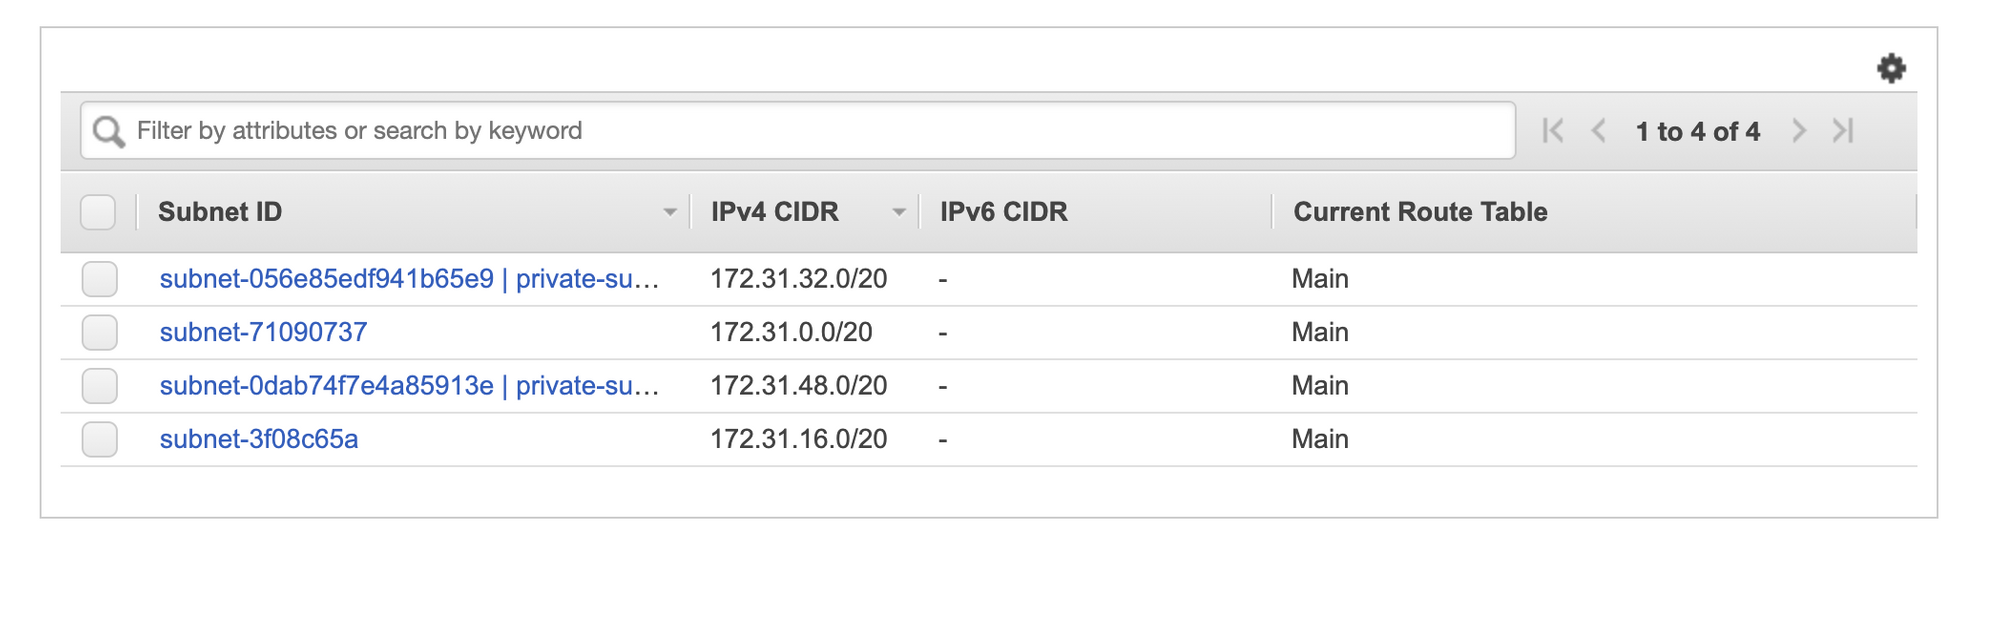 Filter by attributes or search by keyword
1 to 4 of 4
Subnet ID IPv4 CIDR IPv6 CIDR Current Route Table
subnet-056e85edf941b65e9 | private-su... 172.31.32.0/20 - Main
subnet-71090737 172.31.0.0/20 - Main
subnet-0dab74f7e4a85913e | private-su... 172.31.48.0/20 - Main
subnet-3f08c65a 172.31.16.0/20 - Main